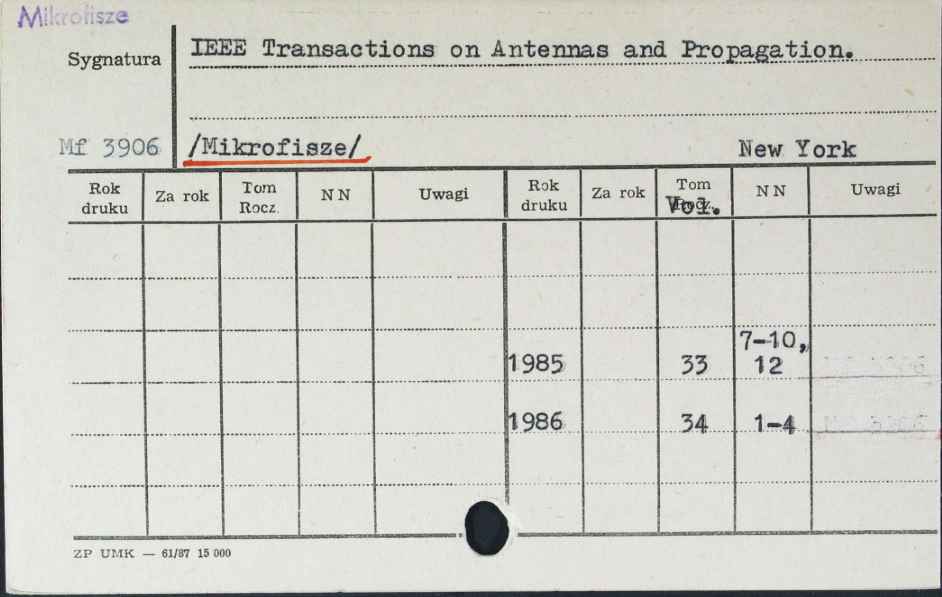 Mikrofisze
Sygnatura
IEEE Transactions on Antennas and Propagation.
Mf 3906 /Mikrofisze/ New York
Rok druku Za rok Tom Rocz. NN Uwagi Rok druku Za rok Tom Rocz. Vol. NN Uwagi
7-10,
1985 33 12
1986 34 1-4
ZP UMK — 61/87 15 000